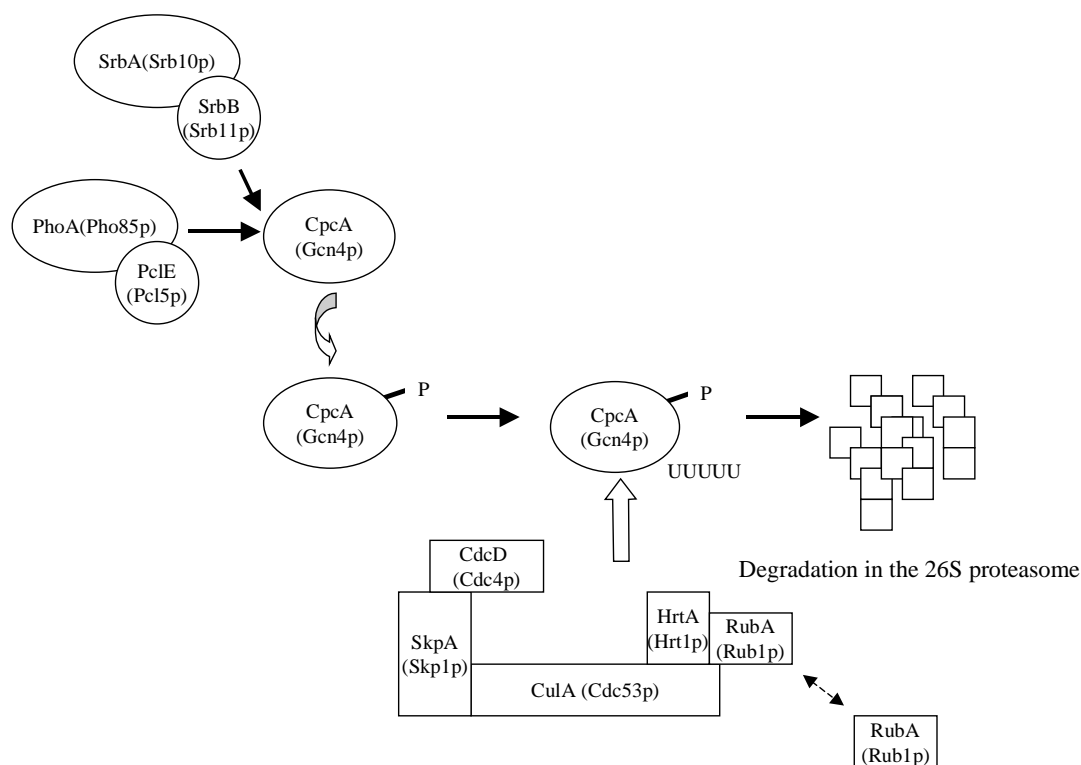 SrbA(Srb10p)
SrbB
(Srb11p)
PhoA(Pho85p)
PclE
(Pcl5p)
CpcA
(Gcn4p)
CpcA
(Gcn4p)
P
CpcA
(Gcn4p)
P
UUUUU
Degradation in the 26S proteasome
CdcD
(Cdc4p)
SkpA
(Skp1p)
HrtA
(Hrt1p)
RubA
(Rub1p)
CulA (Cdc53p)
RubA
(Rub1p)